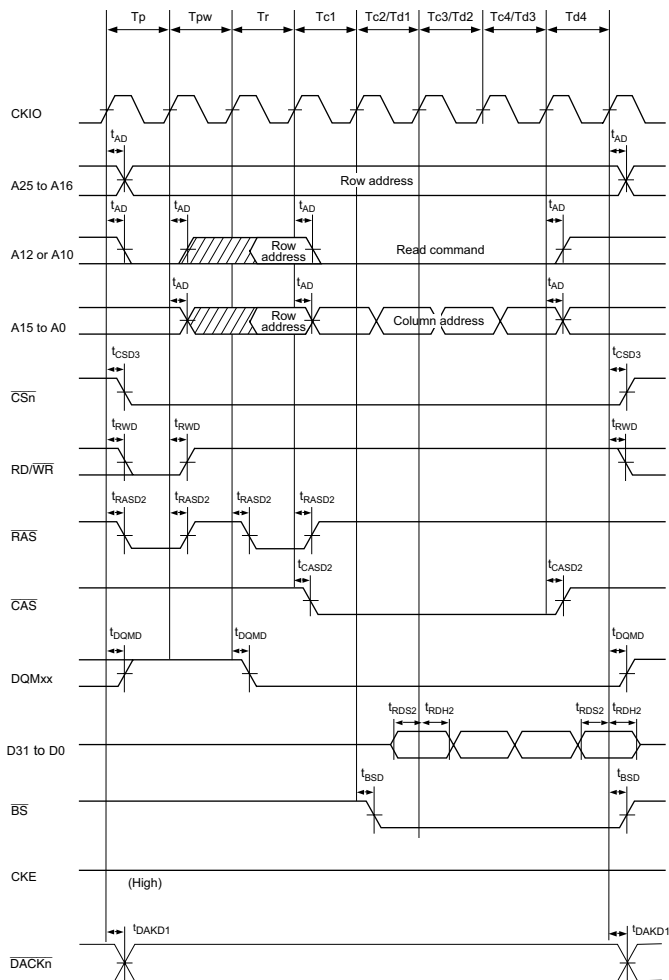 Tp Tpw Tr Tc1 Tc2/Td1 Tc3/Td2 Tc4/Td3 Td4
CKIO
tAD tAD
A25 to A16 Row address
tAD tAD tAD tAD
A12 or A10 Row address Read command
tAD tAD tAD
A15 to A0 Row address Column address
tCSD3 tCSD3
CSn
tRWD tRWD tRWD
RD/WR
tRASD2 tRASD2 tRASD2 tRASD2
RAS
tCASD2 tCASD2
CAS
tDQMD tDQMD tDQMD
DQMxx
tRDS2 tRDH2 tRDS2 tRDH2
D31 to D0
tBSD tBSD
BS
CKE
(High)
tDAKD1 tDAKD1
DACKn